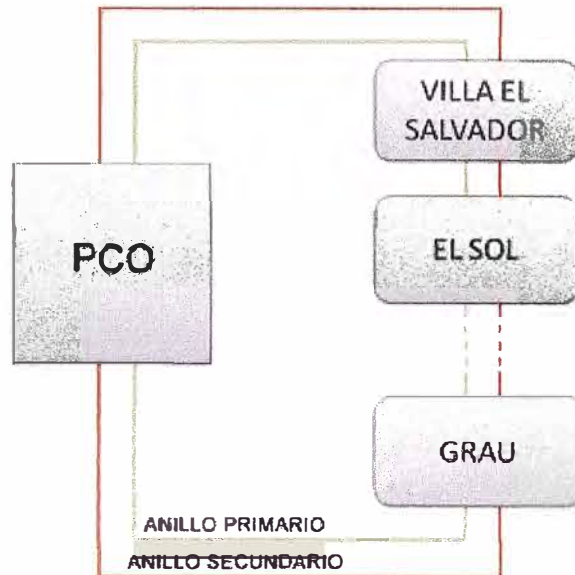 VILLA EL
SALVADOR
PCO
EL SOL
GRAU
ANILLO PRIMARIO
ANILLO SECUNDARIO